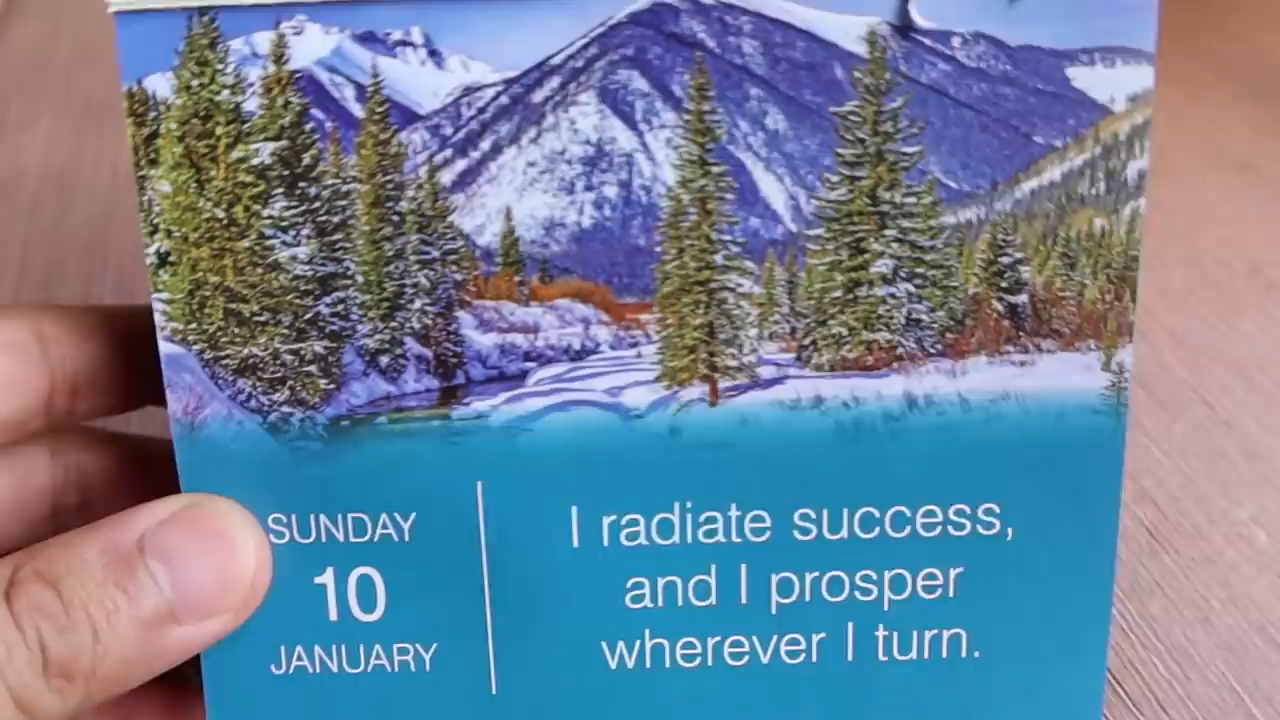 SUNDAY
10
JANUARY
I radiate success,
and I prosper
wherever I turn.